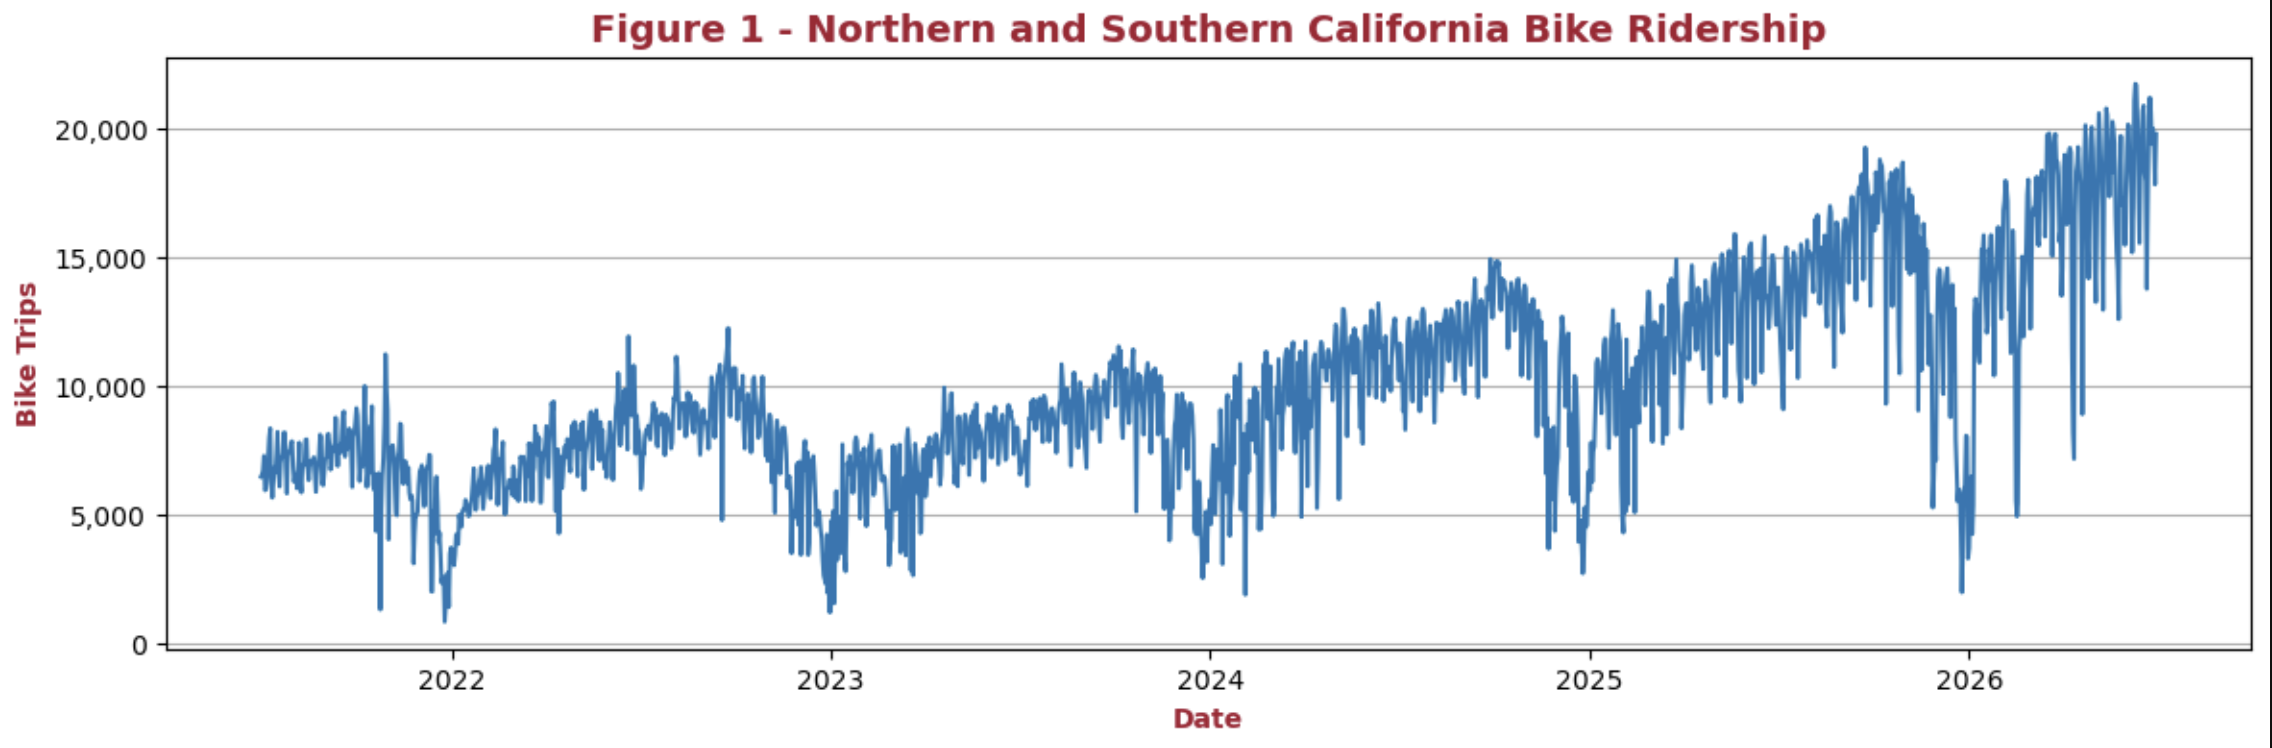 Figure 1 - Northern and Southern California Bike Ridership
Bike Trips
20,000
15,000
10,000
5,000
0
2022 2023 2024 2025 2026
Date